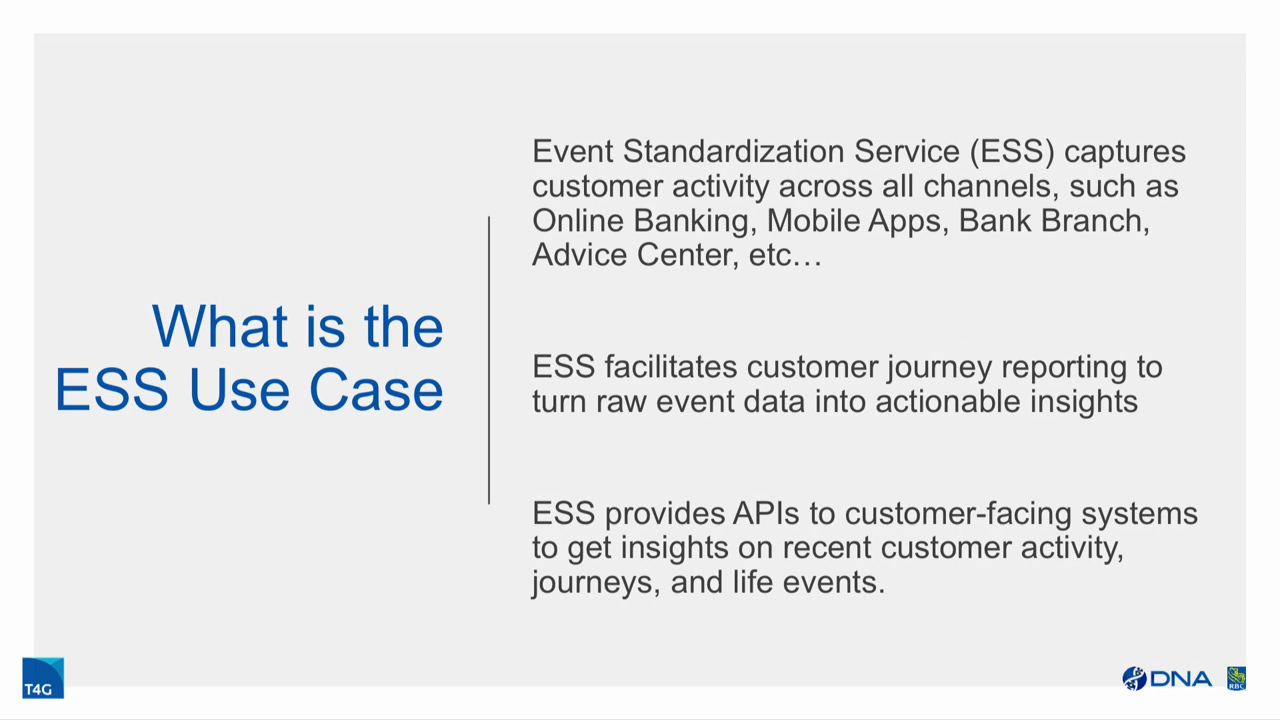 What is the
ESS Use Case
Event Standardization Service (ESS) captures
customer activity across all channels, such as
Online Banking, Mobile Apps, Bank Branch,
Advice Center, etc…
ESS facilitates customer journey reporting to
turn raw event data into actionable insights
ESS provides APIs to customer-facing systems
to get insights on recent customer activity,
journeys, and life events.
T4G
DNA
RBC